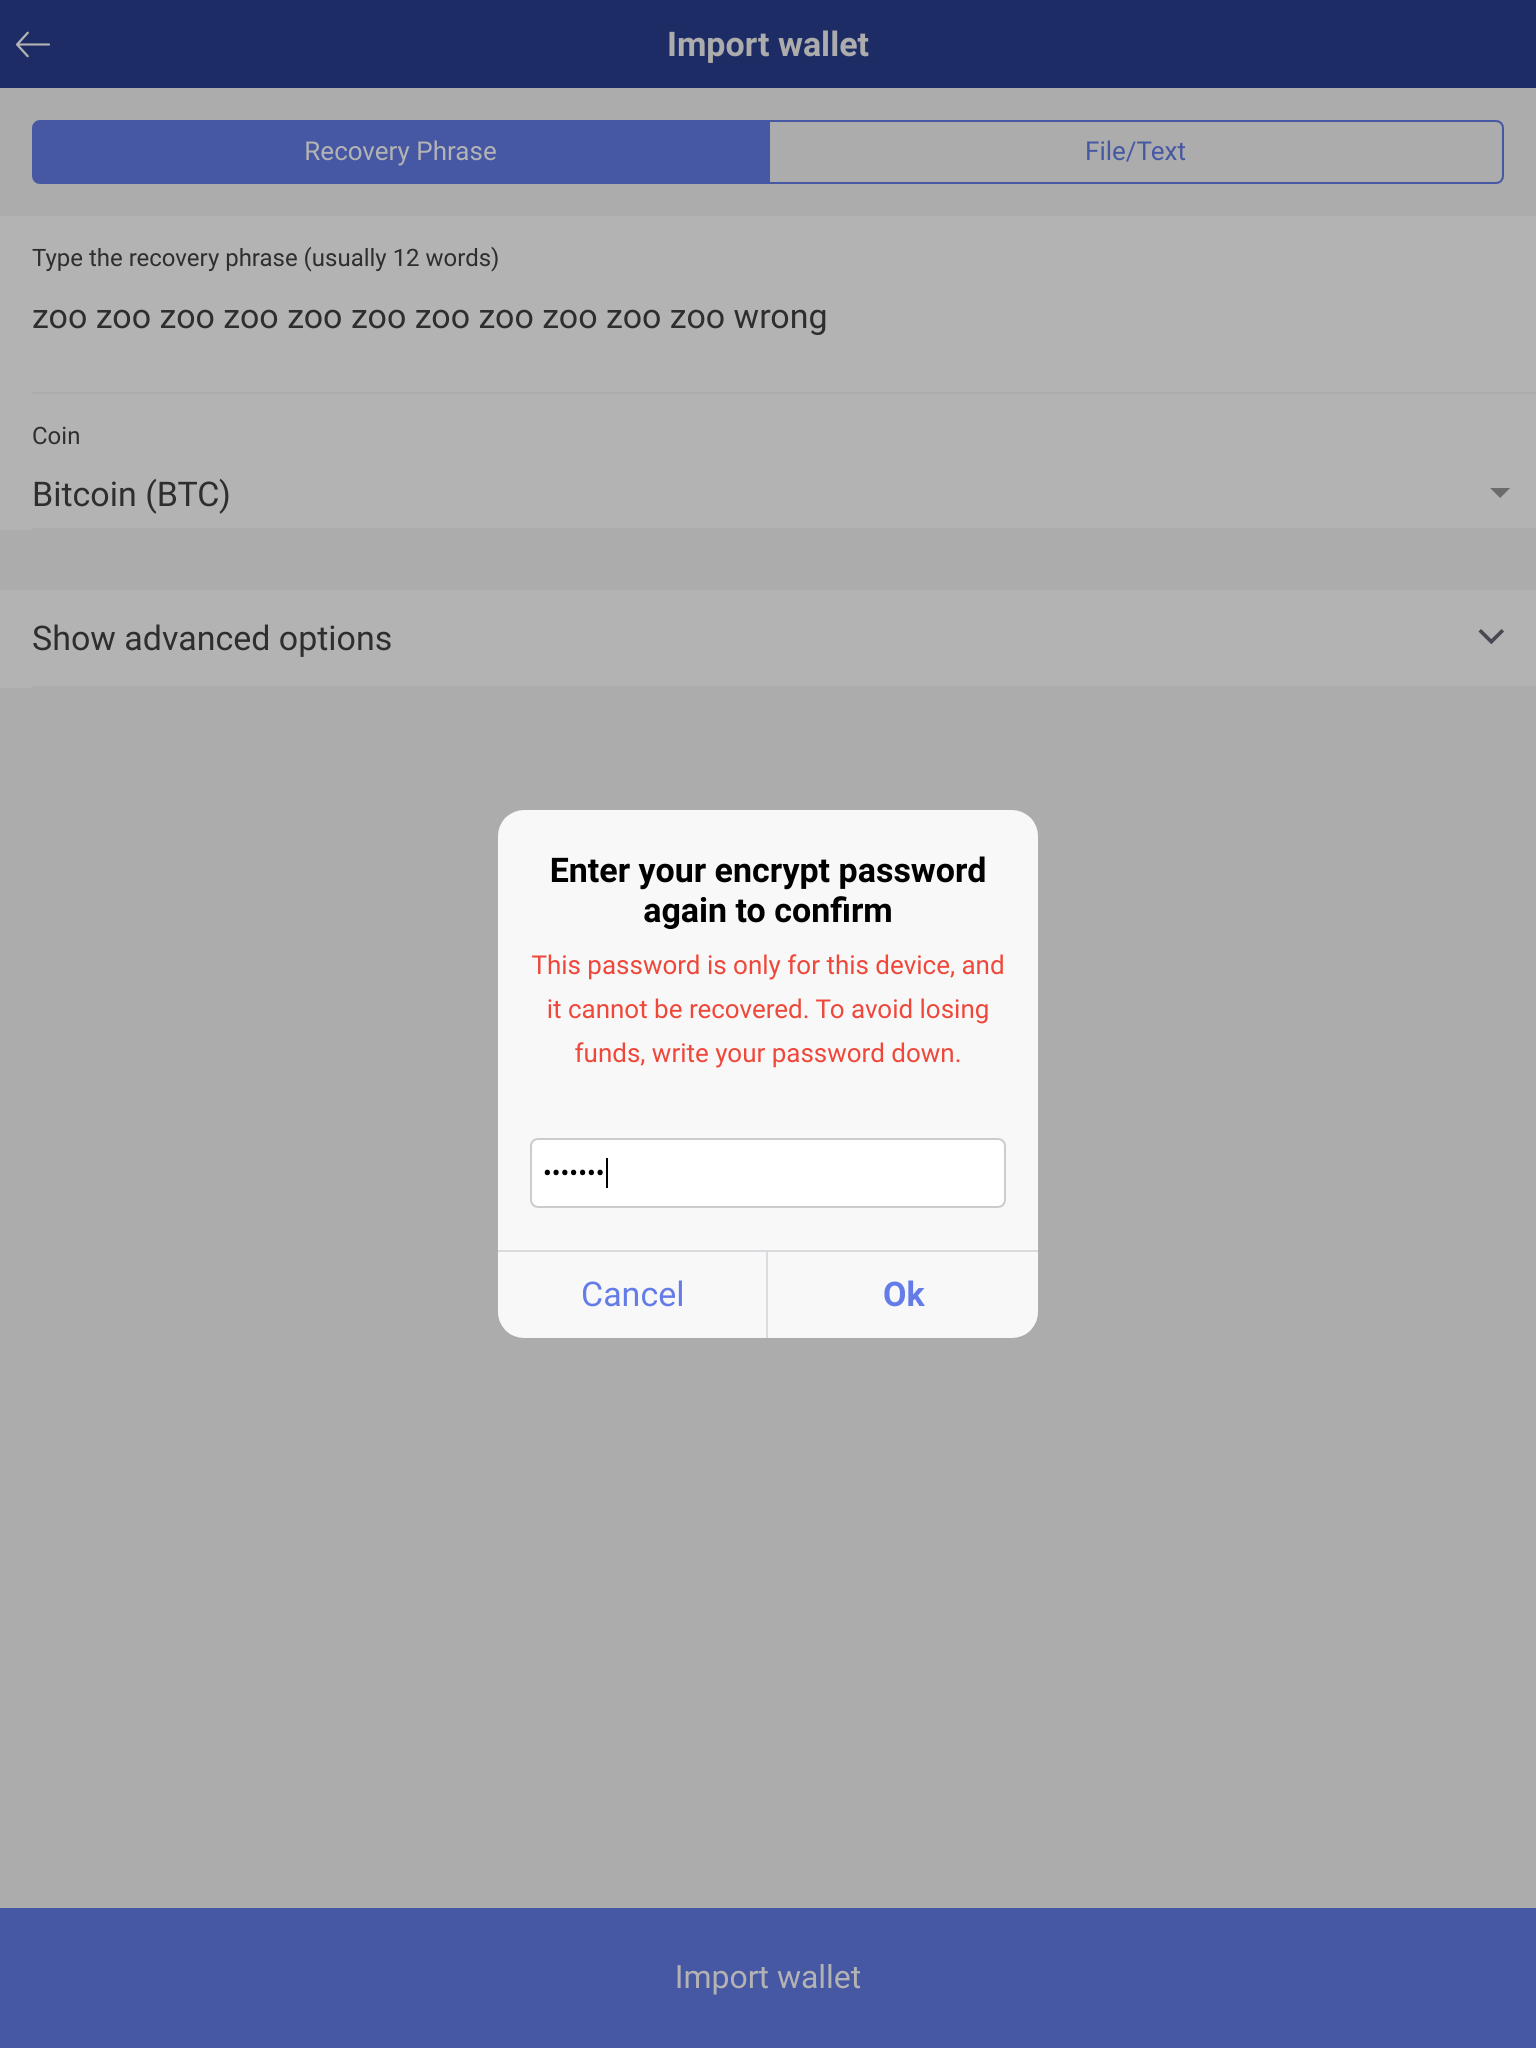 Import wallet
Recovery Phrase
File/Text
Type the recovery phrase (usually 12 words)
zoo zoo zoo zoo zoo zoo zoo zoo zoo zoo zoo wrong
Coin
Bitcoin (BTC)
Show advanced options
Enter your encrypt password
again to confirm
This password is only for this device, and
it cannot be recovered. To avoid losing
funds, write your password down.
•••••••
Cancel
Ok
Import wallet